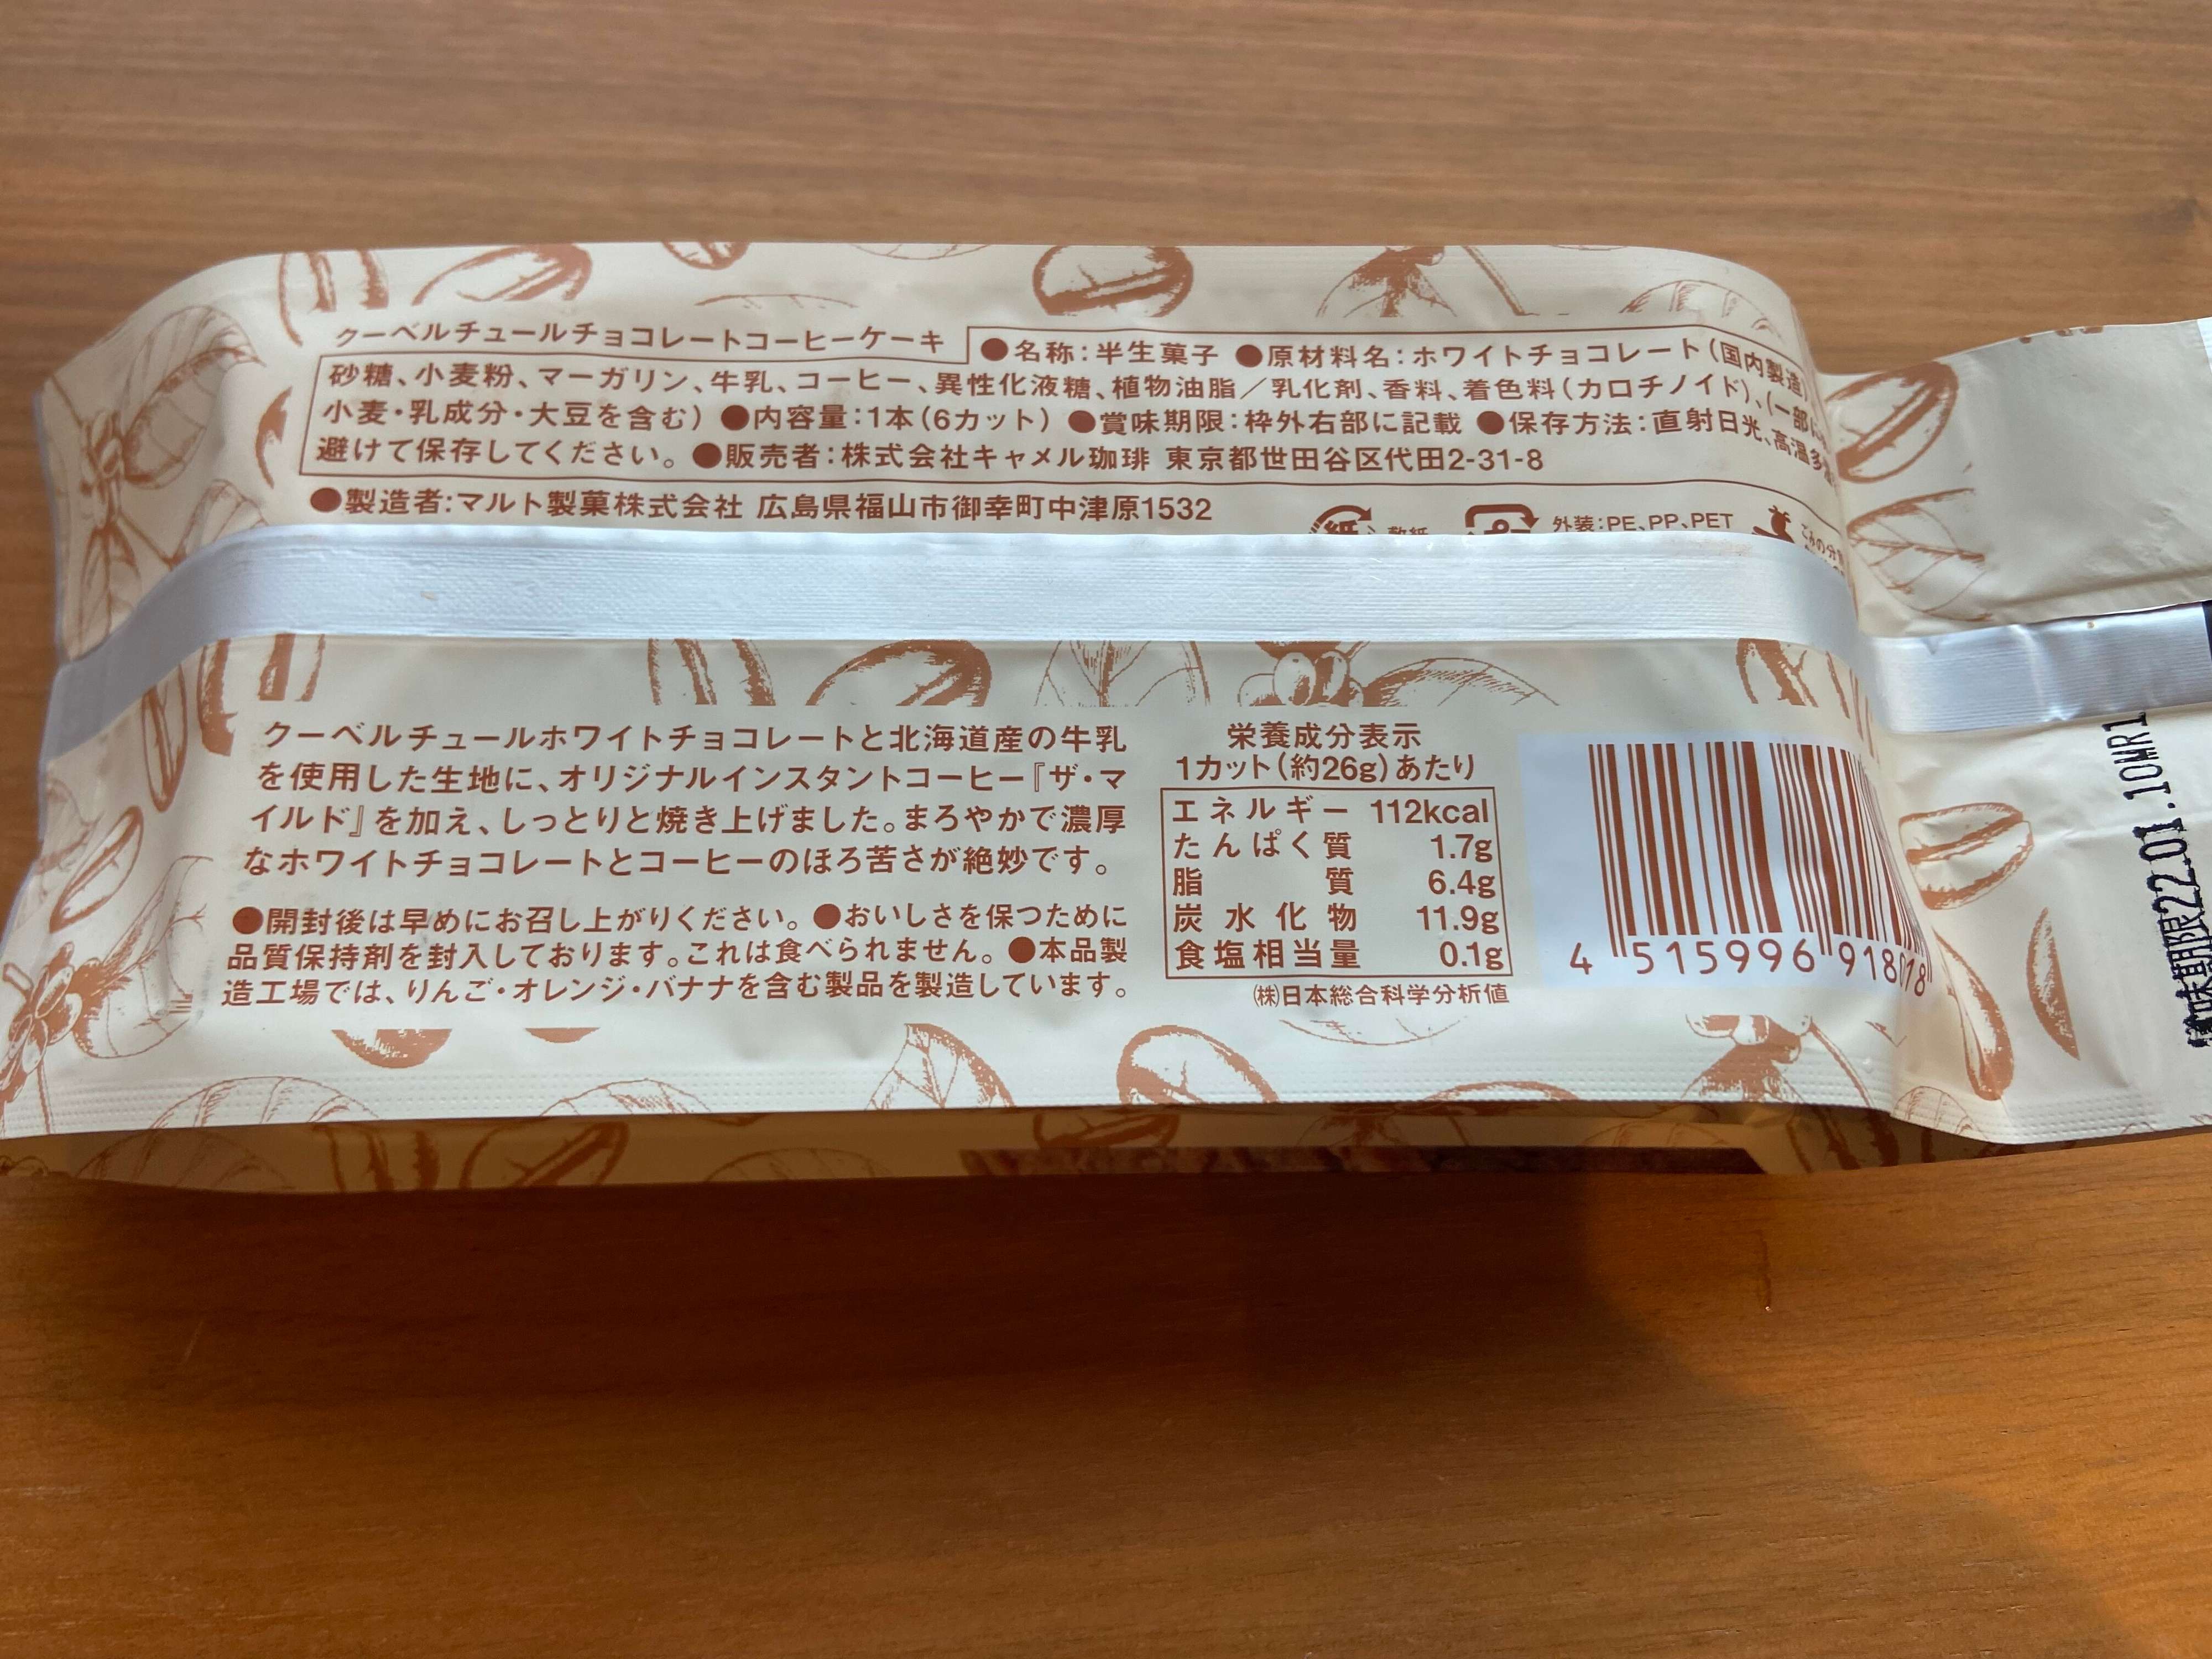 クーベルチュールチョコレートコーヒーケーキ
●名称:半生菓子 ●原材料名:ホワイトチョコレート(国内製造)
砂糖、小麦粉、マーガリン、牛乳、コーヒー、異性化液糖、植物油脂/乳化剤、香料、着色料(カロチノイド)、(一部に
小麦・乳成分・大豆を含む) ●内容量:1本(6カット) ●賞味期限:枠外右部に記載 ●保存方法:直射日光、高温多
避けて保存してください。 ●販売者:株式会社キャメル珈琲 東京都世田谷区代田2-31-8
●製造者:マルト製菓株式会社 広島県福山市御幸町中津原1532
外装:PE、PP、PET
クーベルチュールホワイトチョコレートと北海道産の牛乳
を使用した生地に、オリジナルインスタントコーヒー『ザ・マ
イルド』を加え、しっとりと焼き上げました。まろやかで濃厚
なホワイトチョコレートとコーヒーのほろ苦さが絶妙です。
●開封後は早めにお召し上がりください。●おいしさを保つために
品質保持剤を封入しております。これは食べられません。●本品製
造工場では、りんご・オレンジ・バナナを含む製品を製造しています。
栄養成分表示
1カット(約26g)あたり
エネルギー 112kcal
たんぱく質 1.7g
脂質 6.4g
炭水化物 11.9g
食塩相当量 0.1g
(株)日本総合科学分析値
4 515996 918018
賞味期限22.01.10WR1